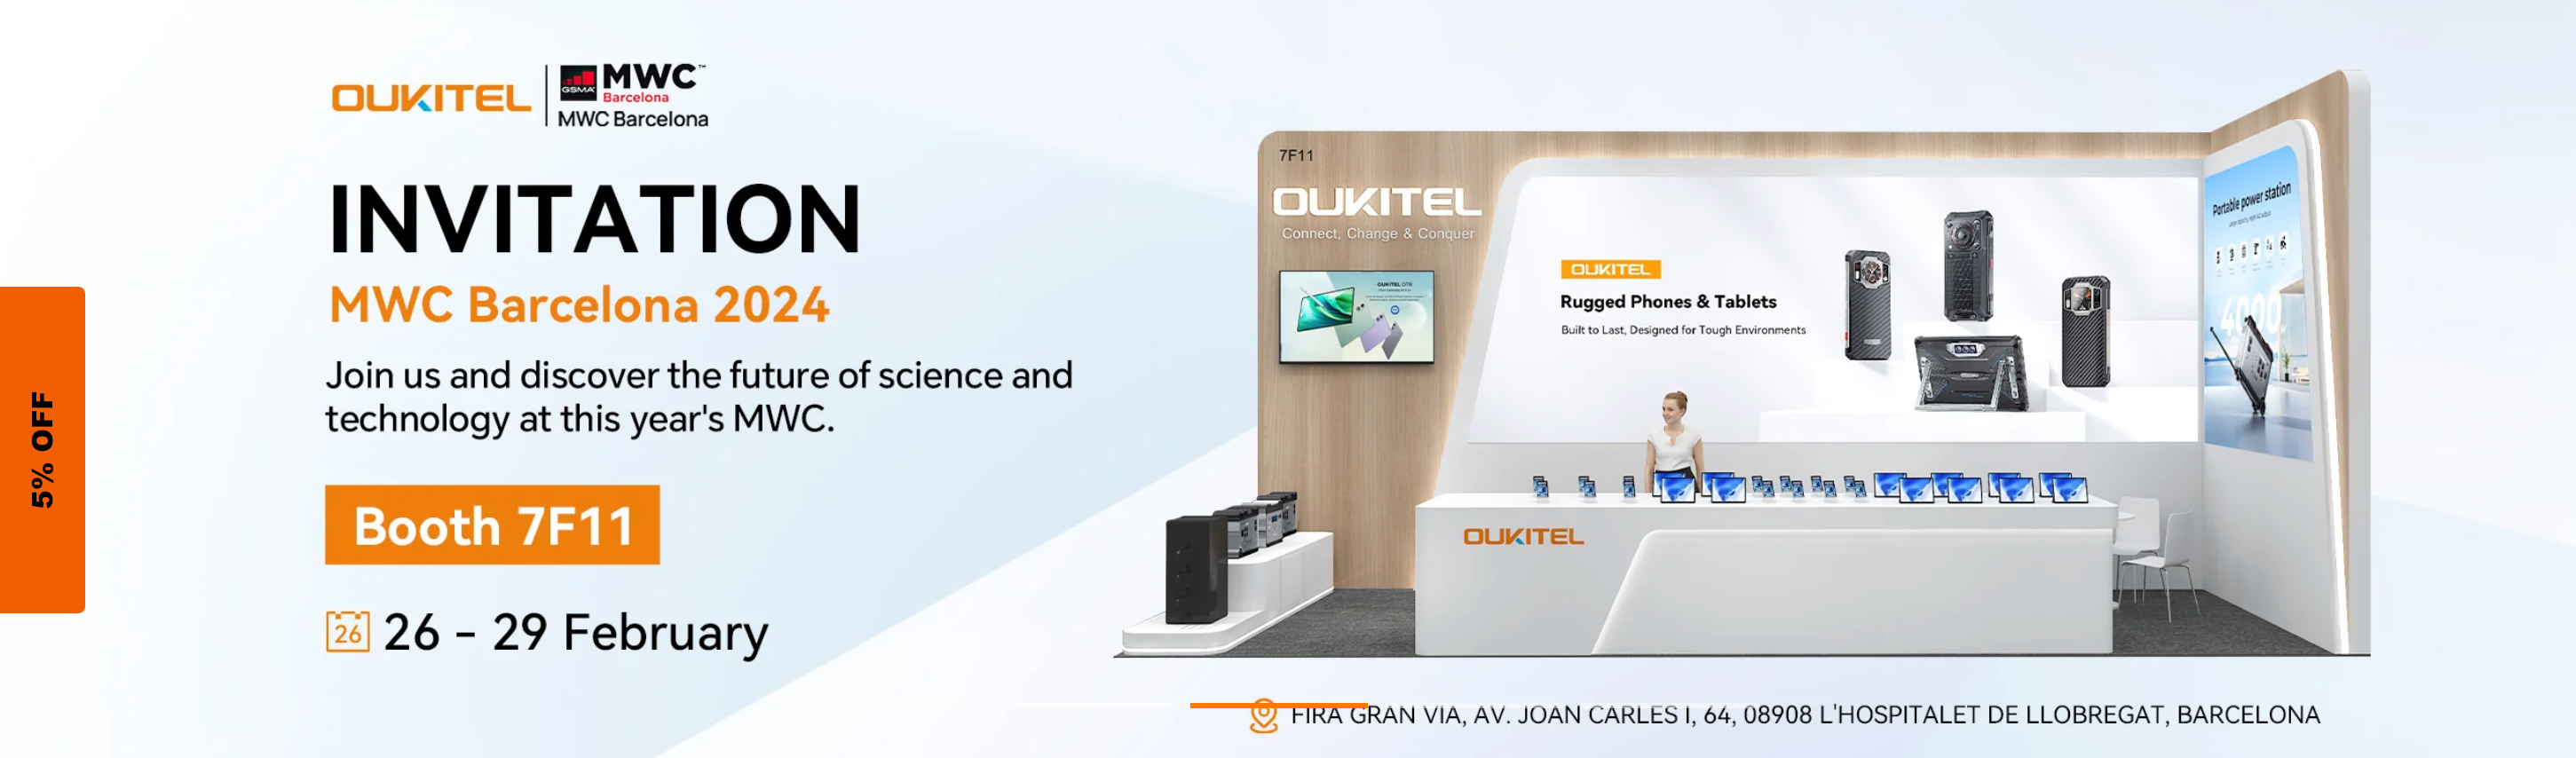 5% OFF
OUKITEL
GSMA
MWC™
Barcelona
MWC Barcelona
INVITATION
MWC Barcelona 2024
Join us and discover the future of science and
technology at this year's MWC.
Booth 7F11
26
26 - 29 February
7F11
OUKITEL
Connect, Change & Conquer
OUKITEL
OUKITEL
Rugged Phones & Tablets
Built to Last, Designed for Tough Environments
Portable power station
OUKITEL
FIRA GRAN VIA, AV. JOAN CARLES I, 64, 08908 L'HOSPITALET DE LLOBREGAT, BARCELONA